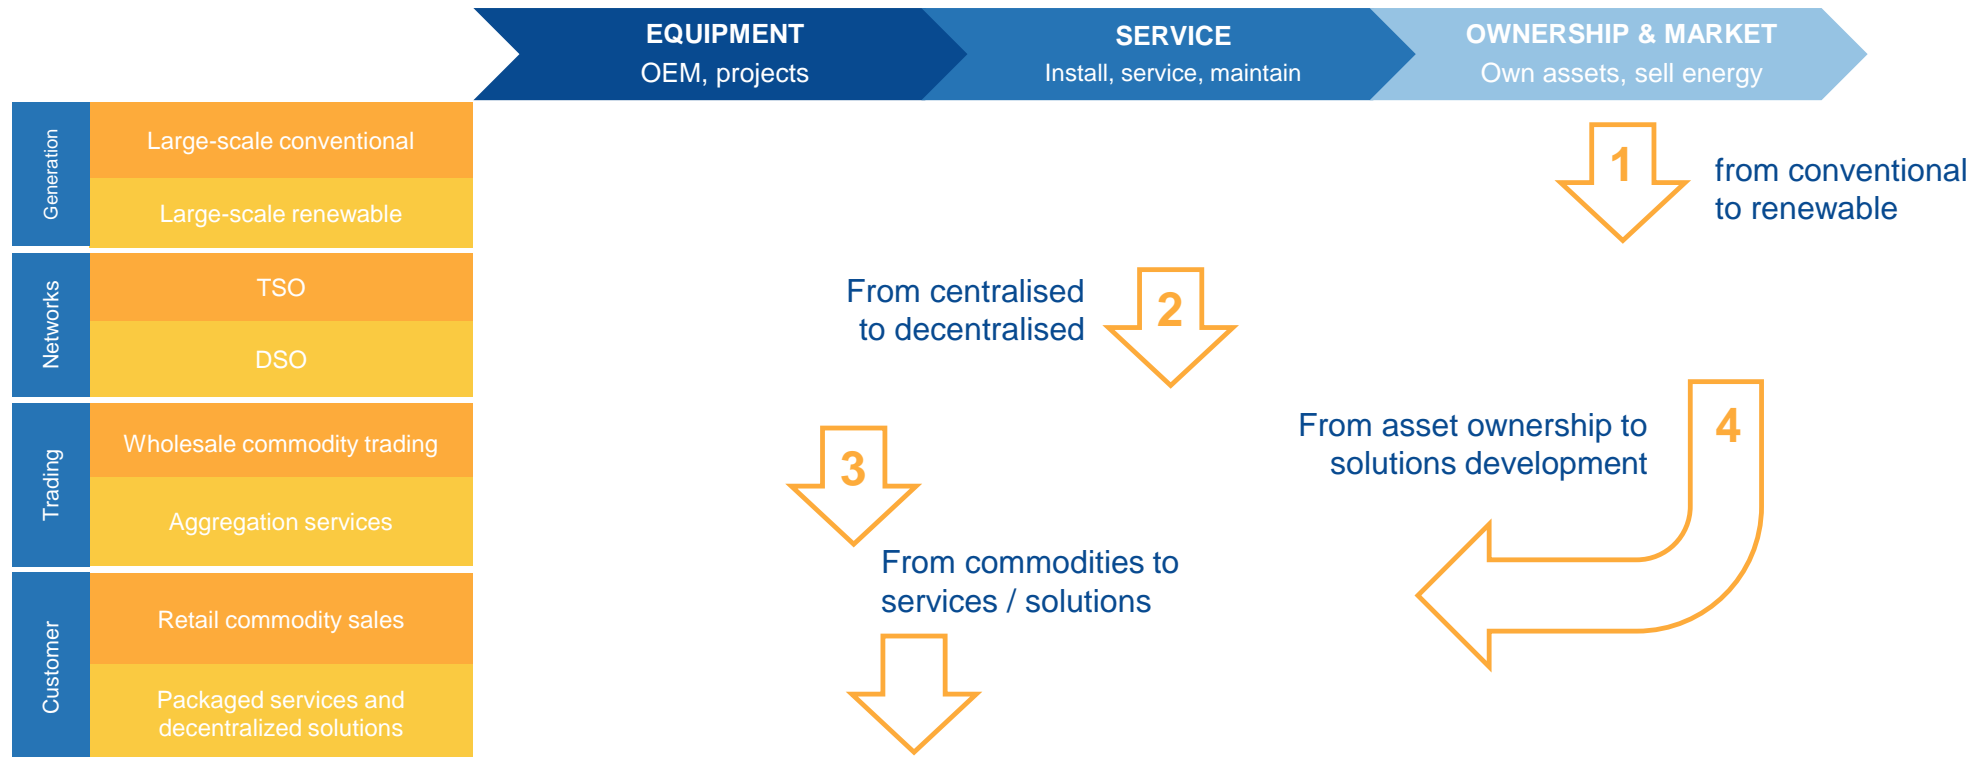 EQUIPMENT
OEM, projects
SERVICE
Install, service, maintain
OWNERSHIP & MARKET
Own assets, sell energy
Generation
Large-scale conventional
Large-scale renewable
1
from conventional
to renewable
Networks
TSO
DSO
From centralised
to decentralised
2
Trading
Wholesale commodity trading
Aggregation services
3
From commodities to
services / solutions
From asset ownership to
solutions development
4
Customer
Retail commodity sales
Packaged services and
decentralized solutions